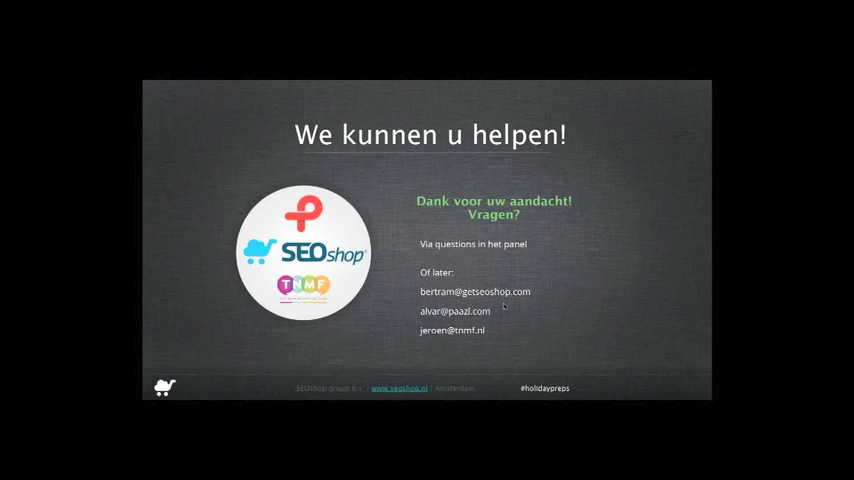 We kunnen u helpen!
Dank voor uw aandacht!
Vragen?
SEOshop
TNMF
Via questions in het panel
Of later:
bertram@getseoshop.com
alvar@paazl.com
jeroen@tnmf.nl
SEOshop group b.v. | www.seoshop.nl | Amsterdam
#holidaypreps